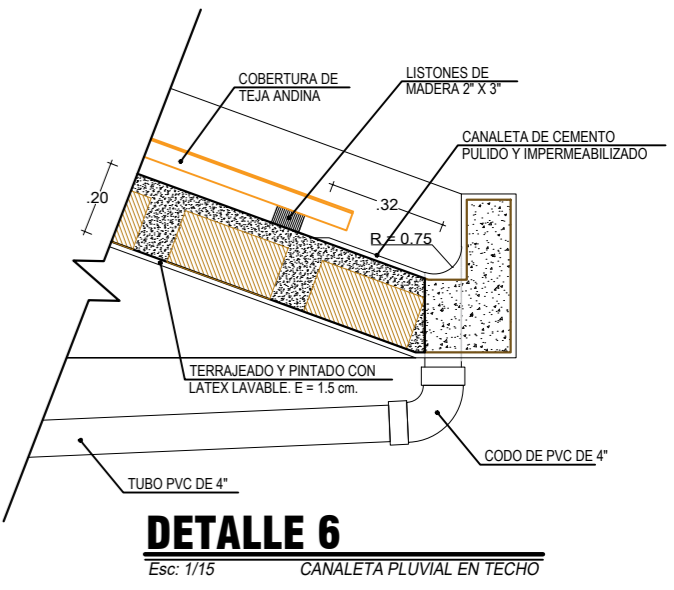 COBERTURA DE
TEJA ANDINA
LISTONES DE
MADERA 2" X 3"
CANALETA DE CEMENTO
PULIDO Y IMPERMEABILIZADO
.20
.32
R = 0.75
TERRAJEADO Y PINTADO CON
LATEX LAVABLE. E = 1.5 cm.
CODO DE PVC DE 4"
TUBO PVC DE 4"
DETALLE 6
Esc: 1/15 CANALETA PLUVIAL EN TECHO